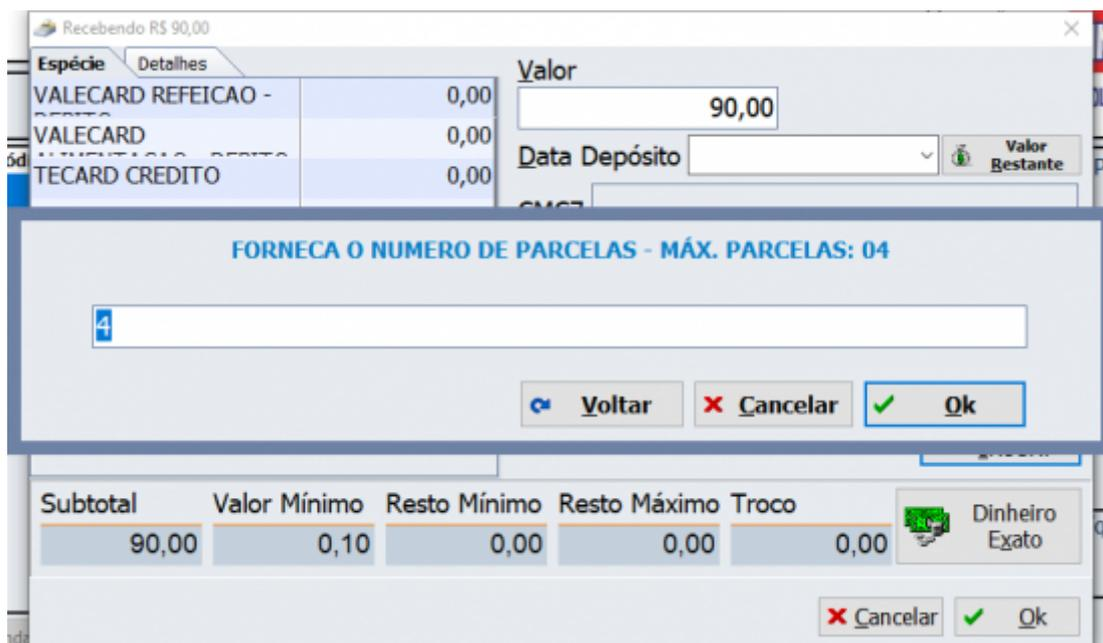 Recebendo R$ 90,00
Espécie Detalhes
VALECARD REFEICAO - 0,00
VALECARD 0,00
TECARD CREDITO 0,00
Valor
90,00
Data Depósito Valor Restante
FORNECA O NUMERO DE PARCELAS - MÁX. PARCELAS: 04
4
Voltar Cancelar Ok
Subtotal Valor Mínimo Resto Mínimo Resto Máximo Troco
90,00 0,10 0,00 0,00 0,00
Dinheiro Exato
Cancelar Ok